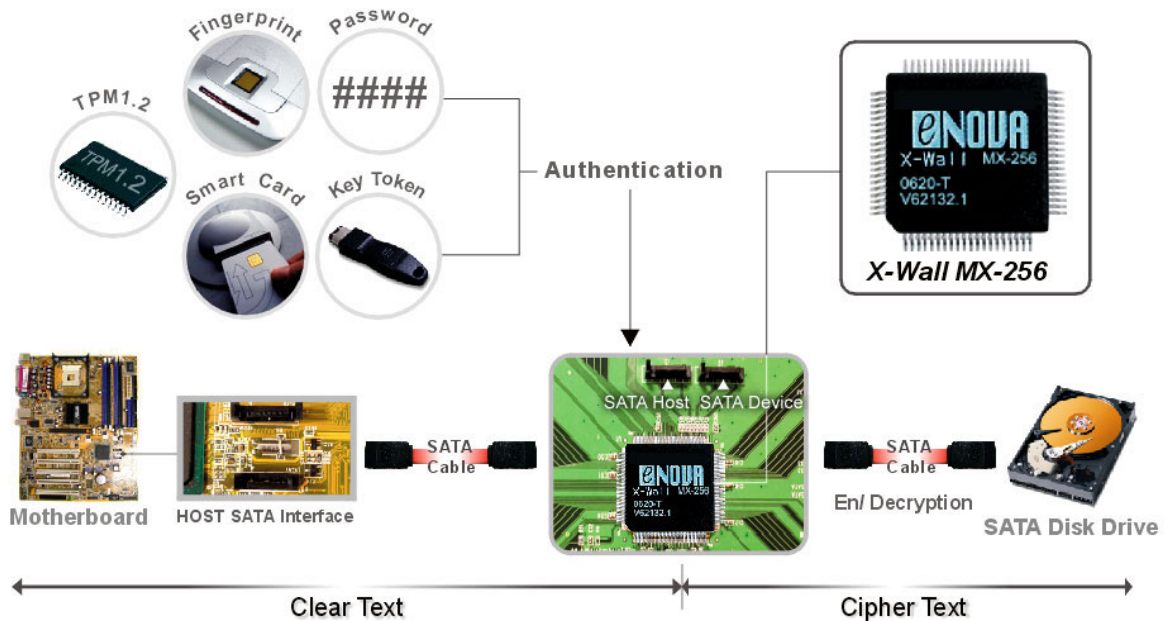 Fingerprint
Password
####
TPM1.2
TPM1.2
Smart Card
Key Token
Authentication
eNOVA
X-Wall MX-256
0620-T
V62132.1
X-Wall MX-256
SATA Host
SATA Device
eNOVA
X-Wall MX-256
0620-T
V62132.1
SATA
Cable
SATA
Cable
En/ Decryption
Motherboard
HOST SATA Interface
SATA Disk Drive
Clear Text
Cipher Text